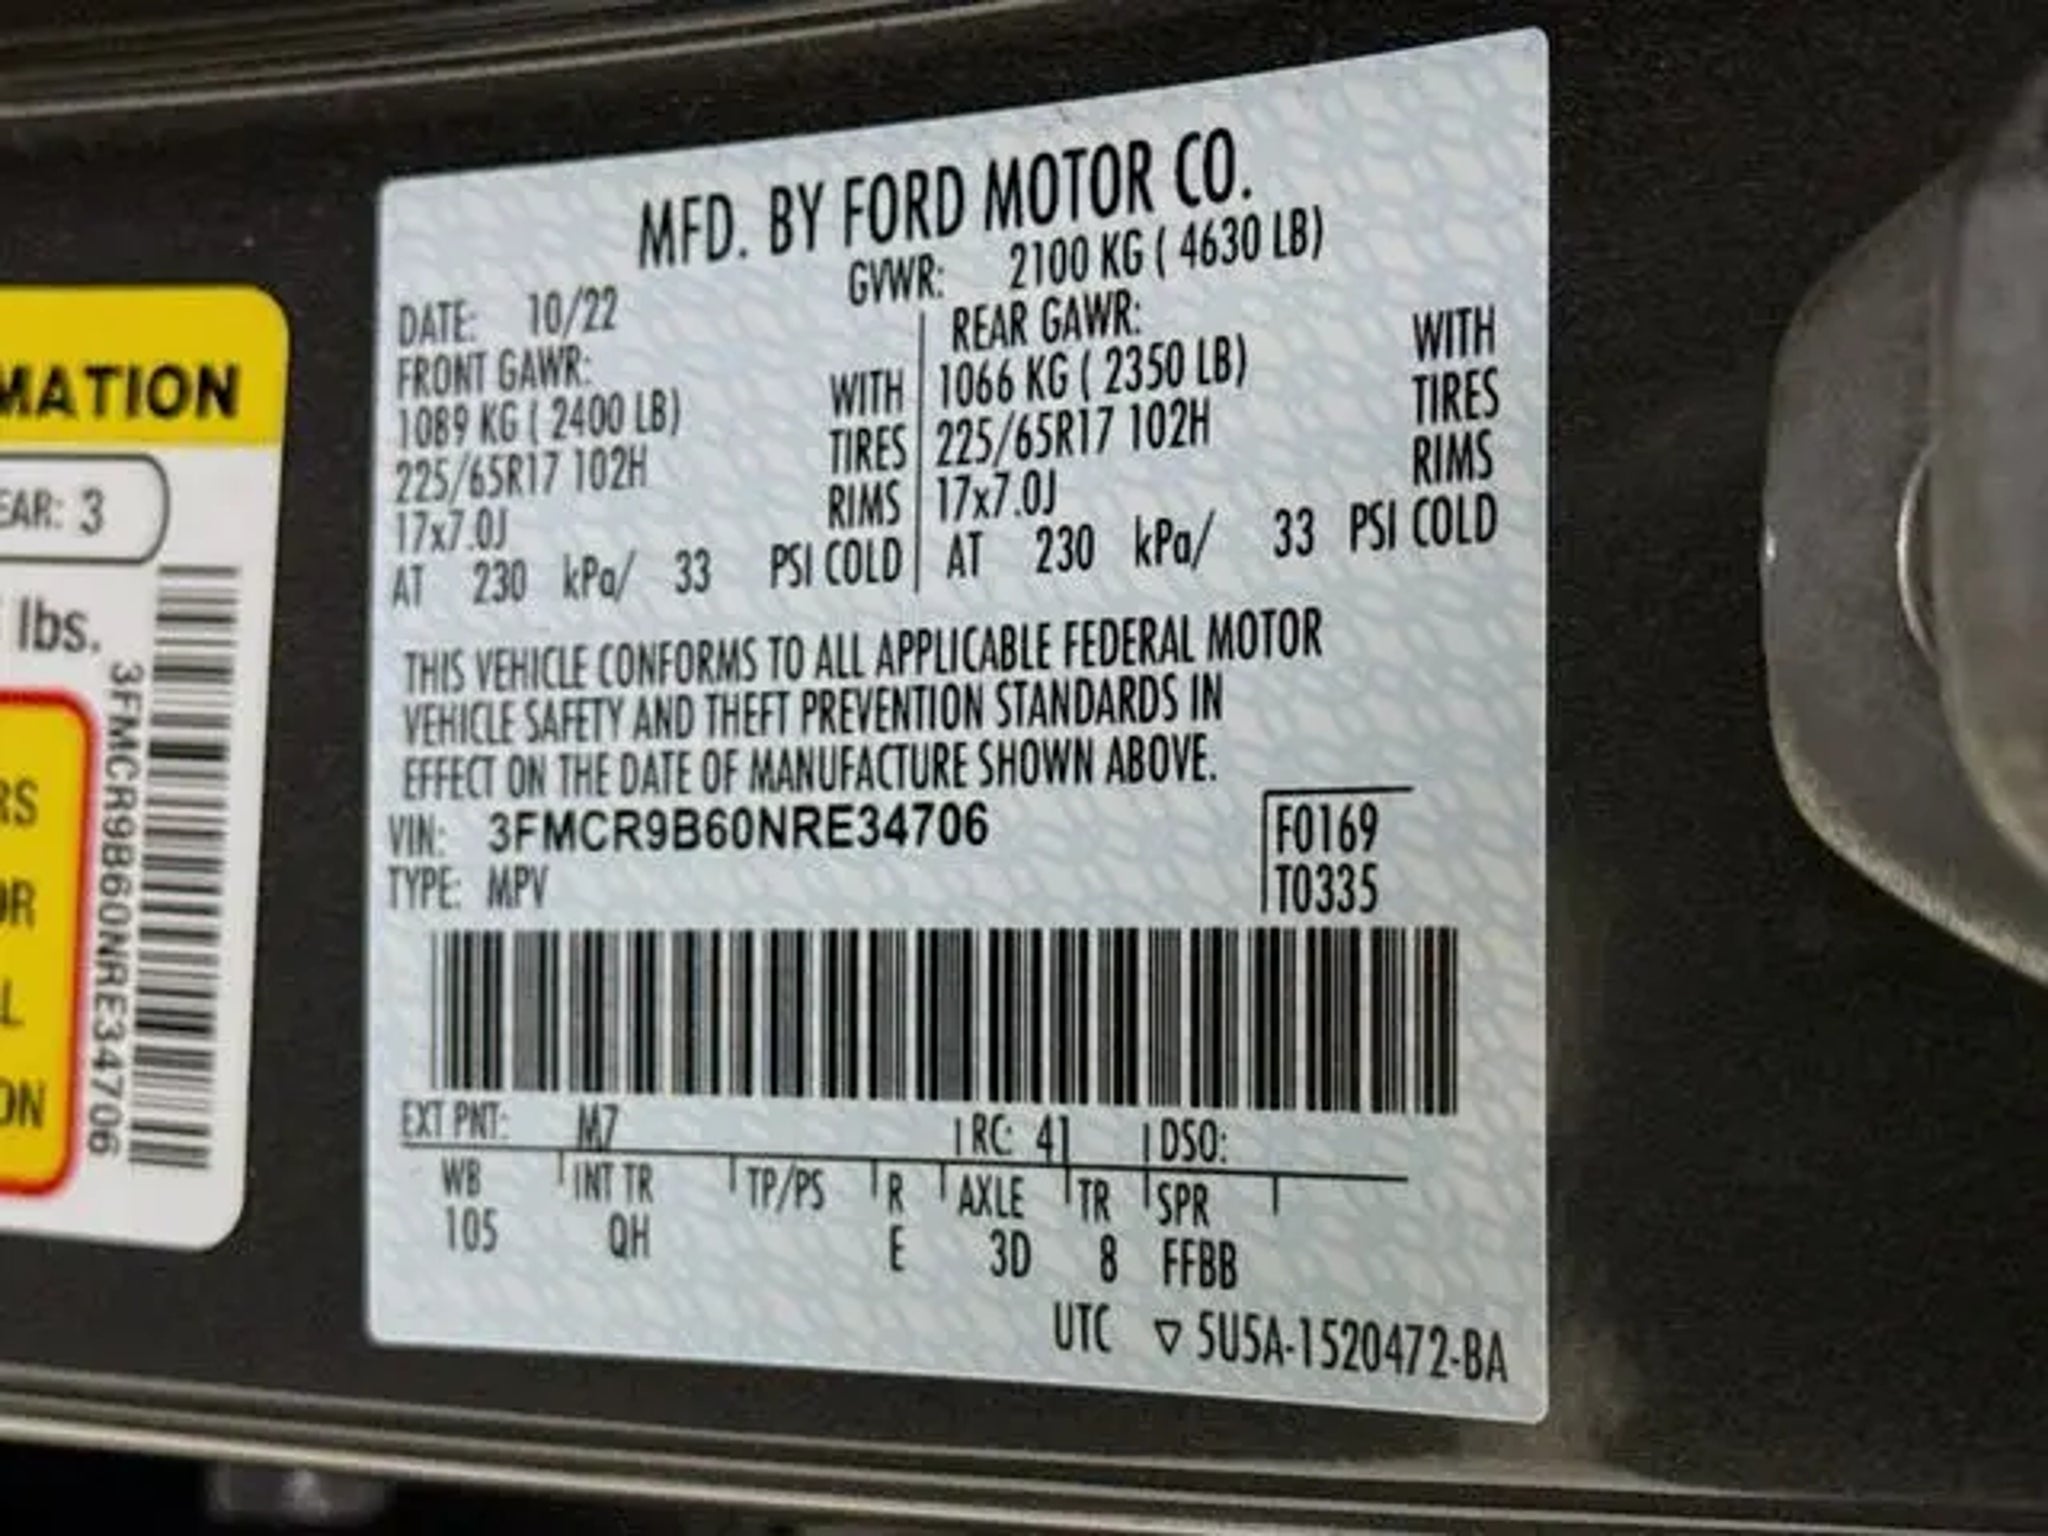 MATION
EAR: 3
lbs.
RS
OR
L
ON
3FMCR9B60NRE34706
MFD. BY FORD MOTOR CO.
GVWR: 2100 KG ( 4630 LB)
DATE: 10/22
FRONT GAWR:
1089 KG ( 2400 LB) WITH
225/65R17 102H TIRES
17x7.0J RIMS
AT 230 kPa/ 33 PSI COLD
REAR GAWR:
1066 KG ( 2350 LB) WITH
225/65R17 102H TIRES
17x7.0J RIMS
AT 230 kPa/ 33 PSI COLD
THIS VEHICLE CONFORMS TO ALL APPLICABLE FEDERAL MOTOR
VEHICLE SAFETY AND THEFT PREVENTION STANDARDS IN
EFFECT ON THE DATE OF MANUFACTURE SHOWN ABOVE.
VIN: 3FMCR9B60NRE34706 F0169
TYPE: MPV T0335
EXT PNT: M7 RC: 41 DSO:
WB INT TR TP/PS R AXLE TR SPR
105 QH E 3D 8 FFBB
UTC ▽ 5U5A-1520472-BA